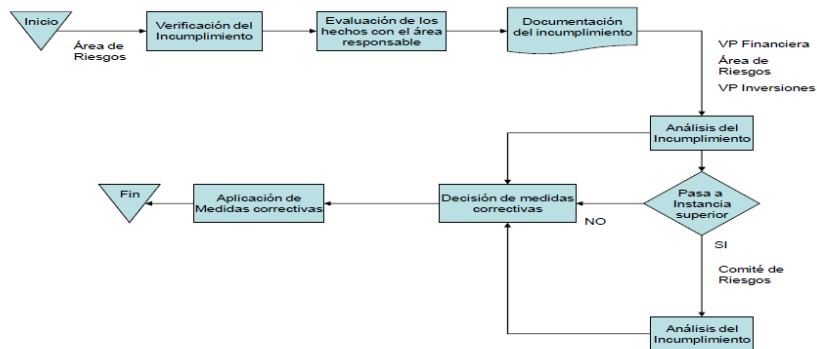 Inicio
Área de
Riesgos
Verificación del
Incumplimiento
Evaluación de los
hechos con el área
responsable
Documentación
del incumplimiento
VP Financiera
Área de
Riesgos
VP Inversiones
Análisis del
Incumplimiento
Pasa a
Instancia
superior
NO
SI
Decisión de medidas
correctivas
Aplicación de
Medidas correctivas
Fin
Comité de
Riesgos
Análisis del
Incumplimiento